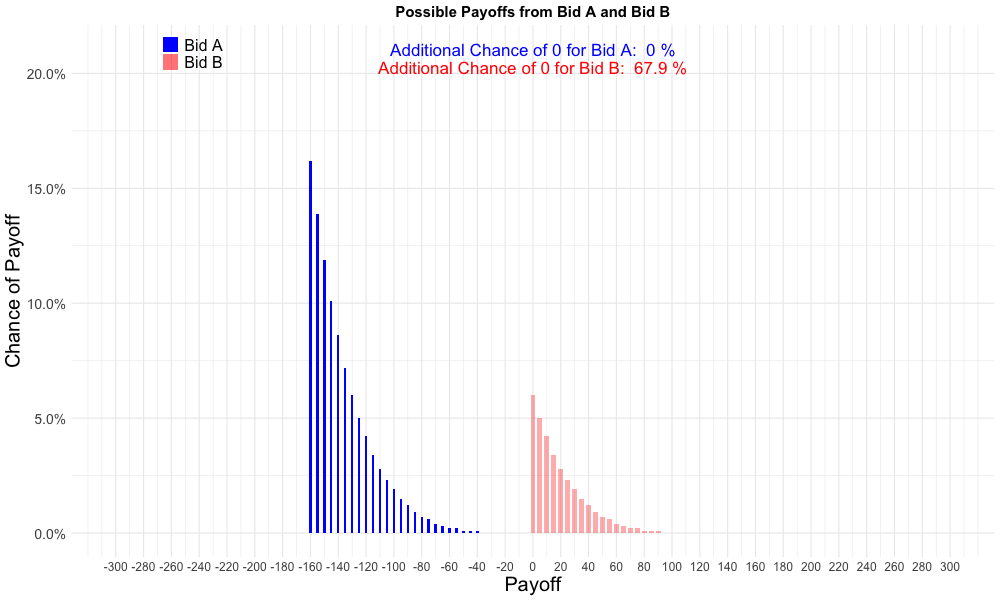 Possible Payoffs from Bid A and Bid B
Bid A
Bid B
Additional Chance of 0 for Bid A:  0 %
Additional Chance of 0 for Bid B:  67.9 %
Chance of Payoff
20.0%
15.0%
10.0%
5.0%
0.0%
-300 -280 -260 -240 -220 -200 -180 -160 -140 -120 -100 -80 -60 -40 -20 0 20 40 60 80 100 120 140 160 180 200 220 240 260 280 300
Payoff